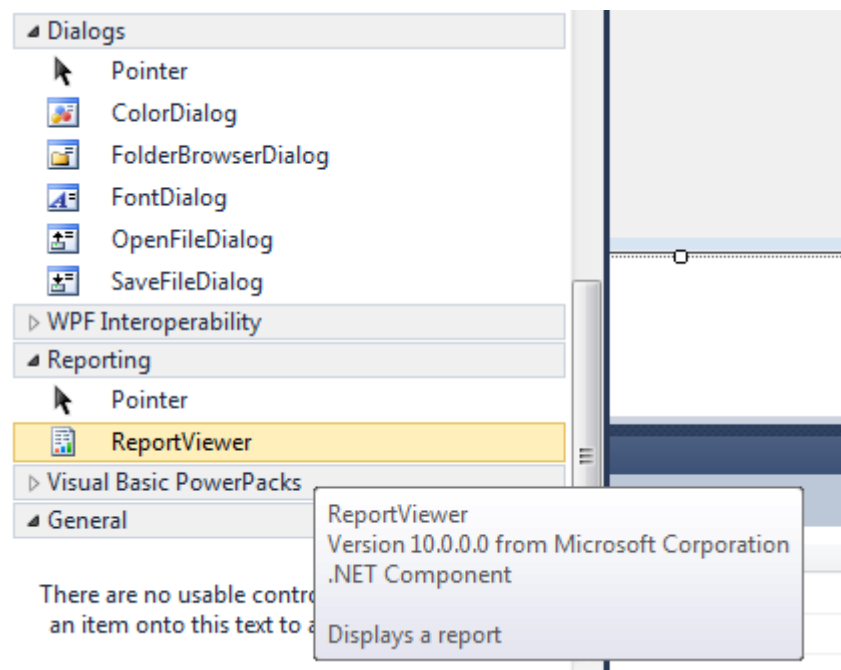 Dialogs
Pointer
ColorDialog
FolderBrowserDialog
FontDialog
OpenFileDialog
SaveFileDialog
WPF Interoperability
Reporting
Pointer
ReportViewer
Visual Basic PowerPacks
General
ReportViewer
Version 10.0.0.0 from Microsoft Corporation
.NET Component
Displays a report
There are no usable
an item onto this text to